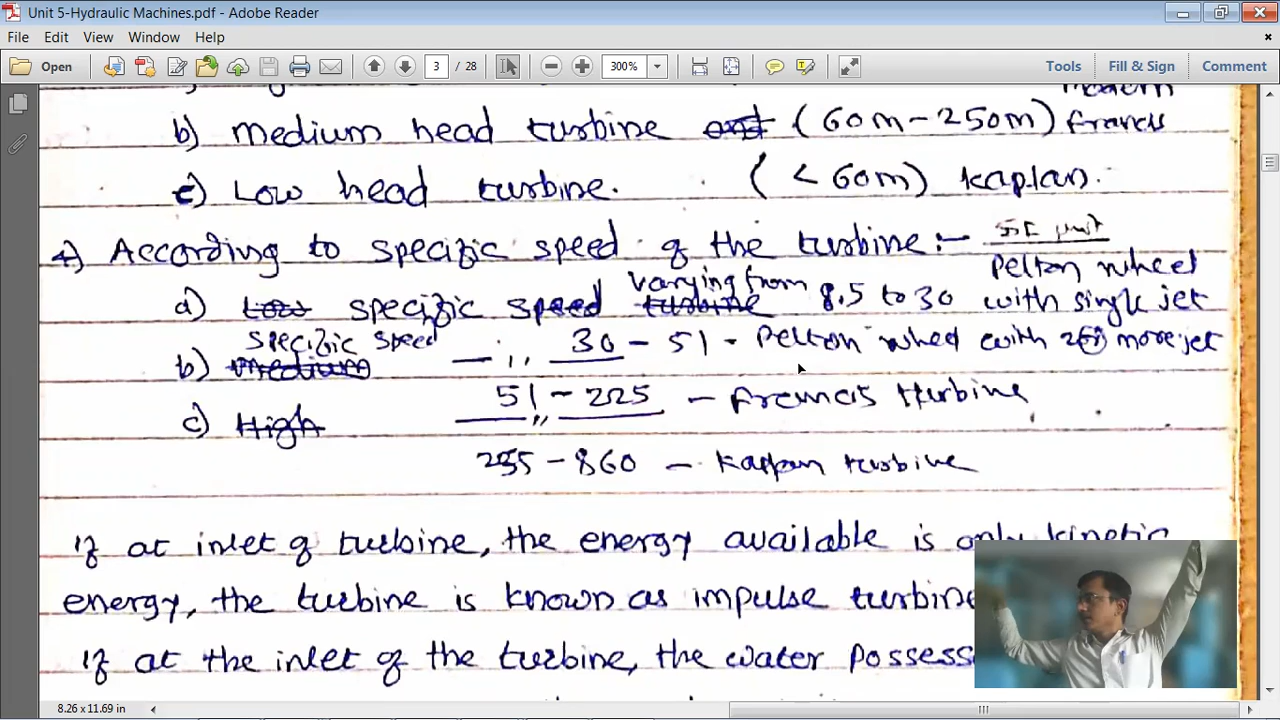 Unit 5-Hydraulic Machines.pdf - Adobe Reader
File Edit View Window Help
Open 3 / 28 300% Tools Fill & Sign Comment
b) medium head turbine (60m-250m) francis
c) Low head turbine. (< 60m) kaplan.
4) According to specific speed of the turbine:- SI unit
Pelton wheel
varying from
a) Low specific speed turbine 8.5 to 30 with single jet
specific speed
b) medium — ,, 30 - 51 - Pelton wheel with 2 or more jet
c) High ,, 51 - 225 - francis turbine
255 - 860 - kaplan turbine
If at inlet of turbine, the energy available is only kinetic
energy, the turbine is known as impulse turbine
If at the inlet of the turbine, the water possess
8.26 x 11.69 in